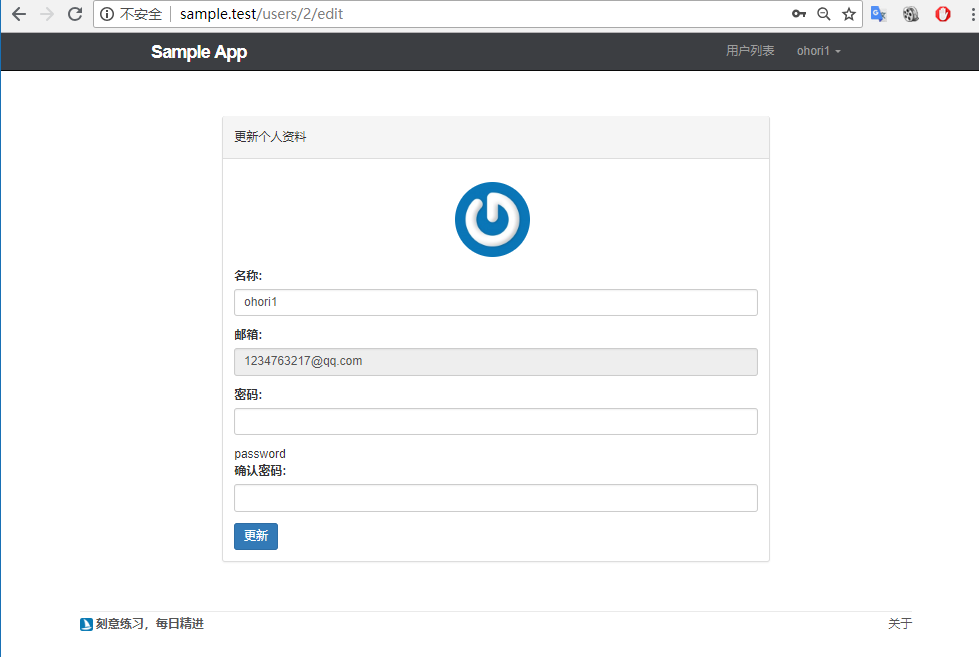 不安全 sample.test/users/2/edit
Sample App 用户列表 ohori1
更新个人资料
名称:
ohori1
邮箱:
1234763217@qq.com
密码:
password
确认密码:
更新
刻意练习，每日精进 关于